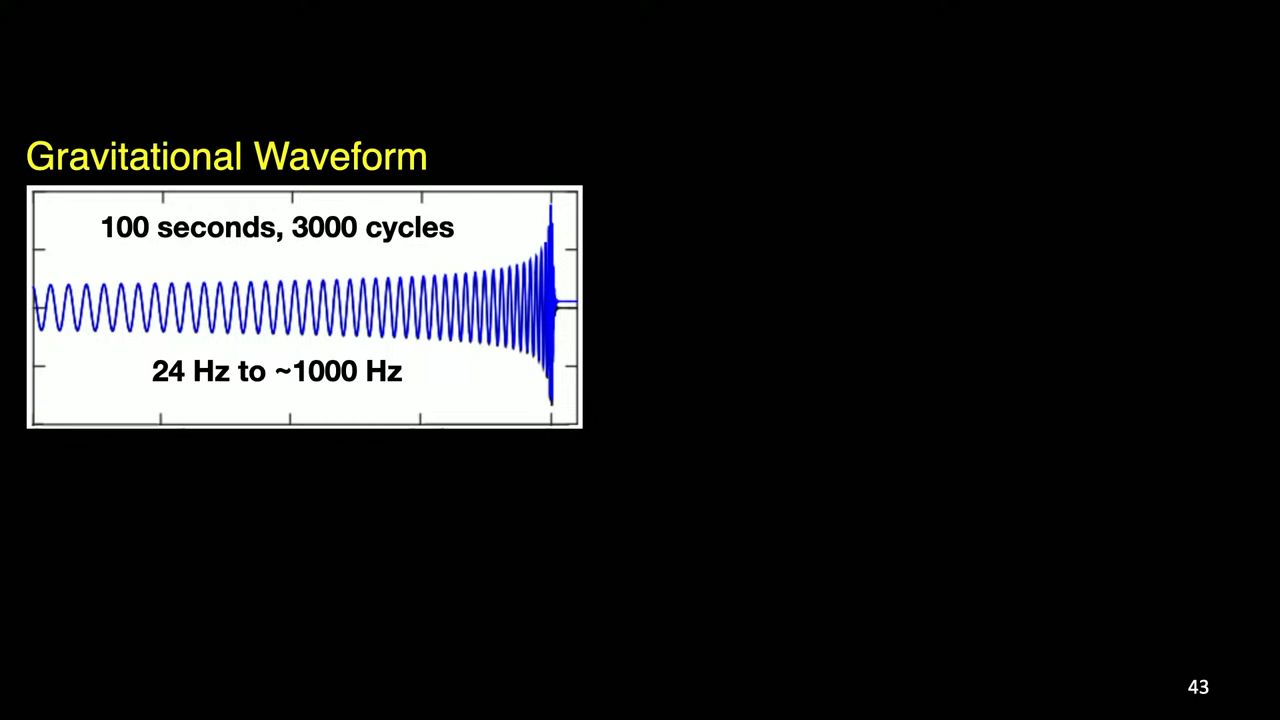 Gravitational Waveform
100 seconds, 3000 cycles
24 Hz to ~1000 Hz
43